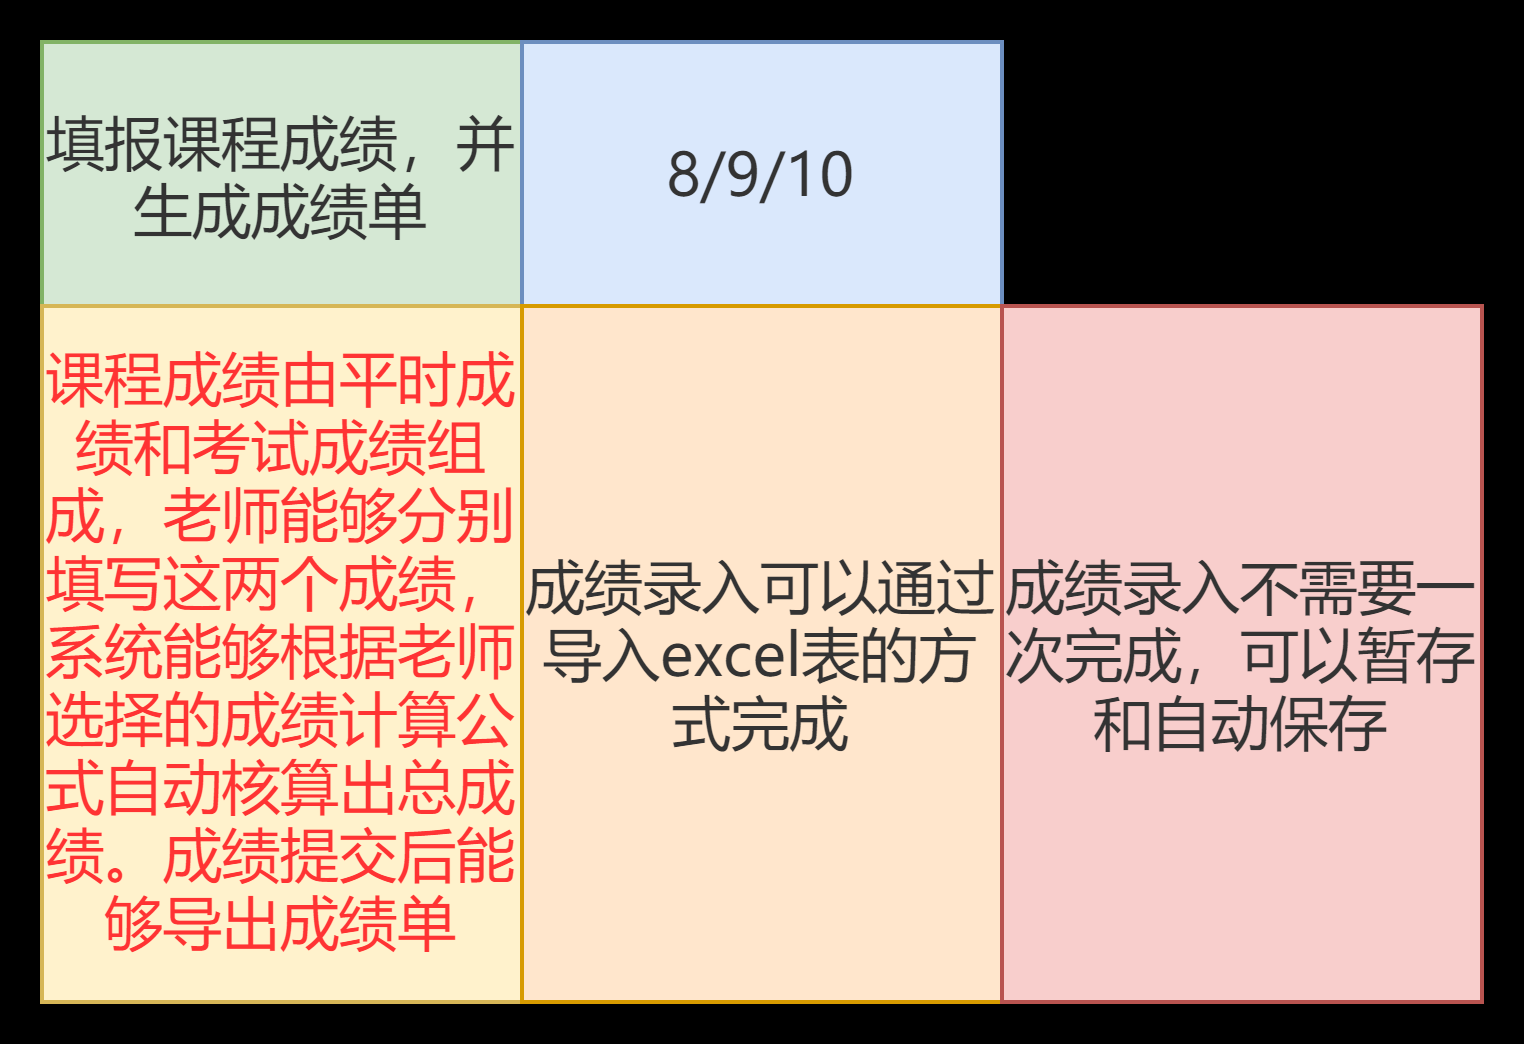 填报课程成绩，并
生成成绩单
8/9/10
课程成绩由平时成
绩和考试成绩组
成，老师能够分别
填写这两个成绩，
系统能够根据老师
选择的成绩计算公
式自动核算出总成
绩。成绩提交后能
够导出成绩单
成绩录入可以通过
导入excel表的方
式完成
成绩录入不需要一
次完成，可以暂存
和自动保存